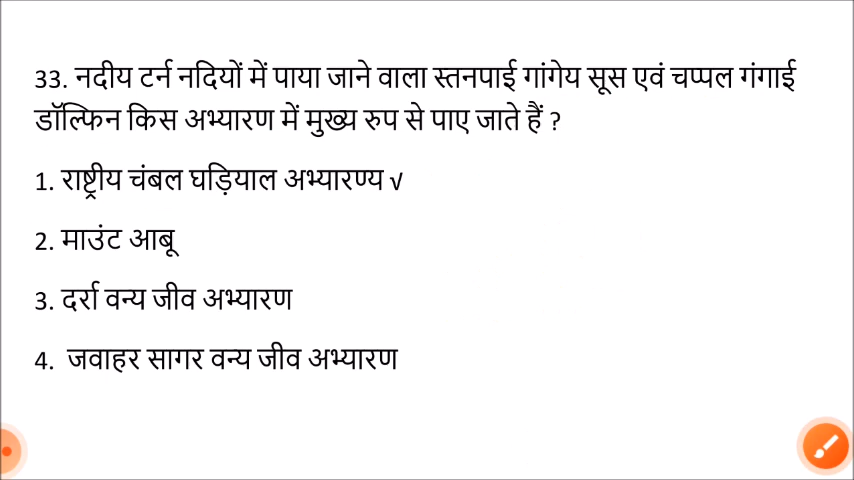 33. नदीय टर्न नदियों में पाया जाने वाला स्तनपाई गांगेय सूस एवं चप्पल गंगाई
डॉल्फिन किस अभ्यारण में मुख्य रुप से पाए जाते हैं ?
1. राष्ट्रीय चंबल घड़ियाल अभ्यारण्य √
2. माउंट आबू
3. दर्रा वन्य जीव अभ्यारण
4. जवाहर सागर वन्य जीव अभ्यारण